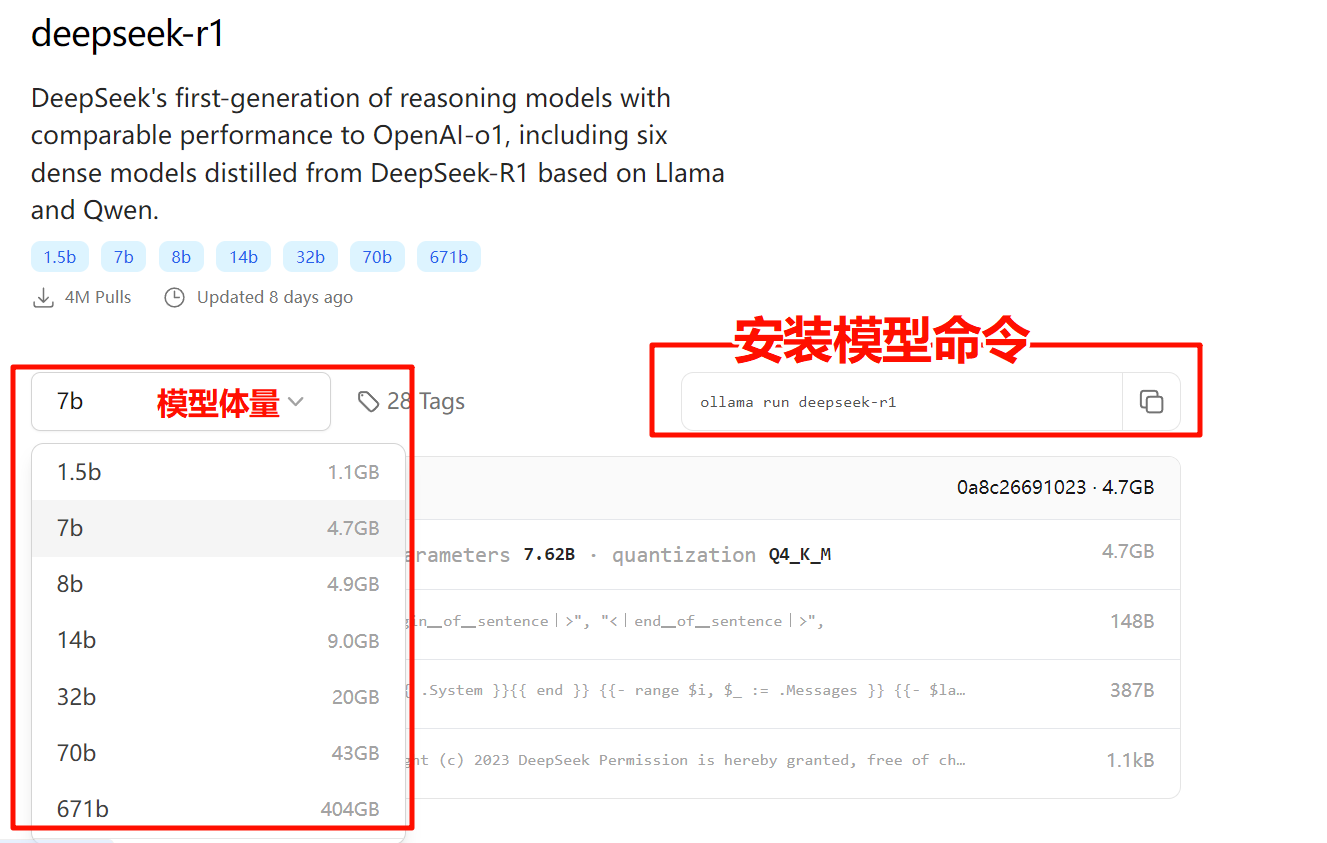 deepseek-r1
DeepSeek's first-generation of reasoning models with
comparable performance to OpenAI-o1, including six
dense models distilled from DeepSeek-R1 based on Llama
and Qwen.
1.5b 7b 8b 14b 32b 70b 671b
4M Pulls Updated 8 days ago
安装模型命令
7b 模型体量 28 Tags
ollama run deepseek-r1
1.5b 1.1GB
7b 4.7GB
8b 4.9GB
14b 9.0GB
32b 20GB
70b 43GB
671b 404GB
0a8c26691023 · 4.7GB
rameters 7.62B · quantization Q4_K_M 4.7GB
in__of__sentence｜>", "<｜end__of__sentence｜>", 148B
.System }}{{ end }} {{- range $i, $_ := .Messages }} {{- $la… 387B
ht (c) 2023 DeepSeek Permission is hereby granted, free of ch… 1.1kB